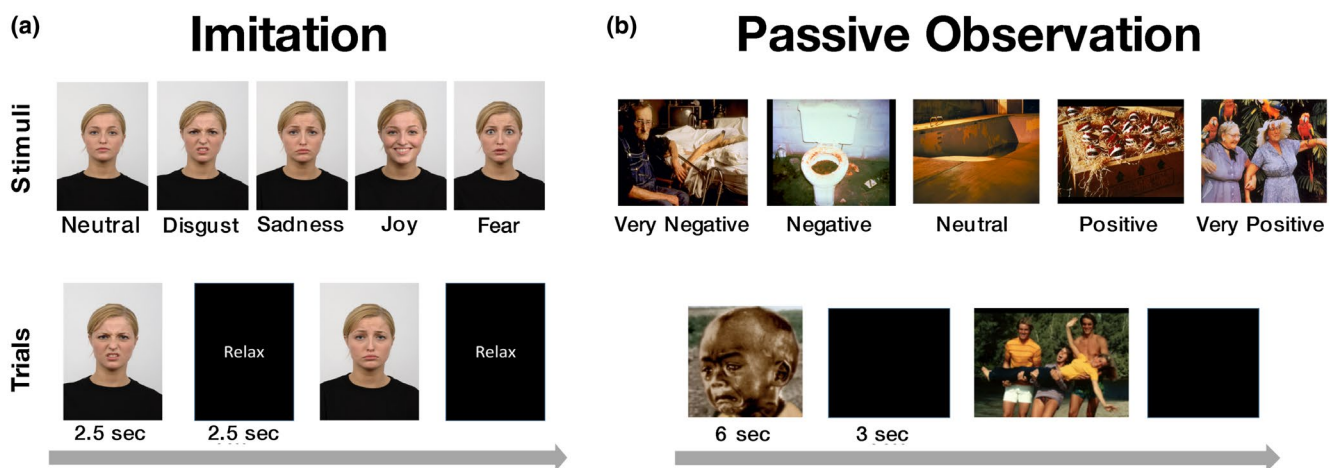 (a)
Imitation
Stimuli
Neutral
Disgust
Sadness
Joy
Fear
Trials
Relax
Relax
2.5 sec
2.5 sec
(b)
Passive Observation
Very Negative
Negative
Neutral
Positive
Very Positive
6 sec
3 sec